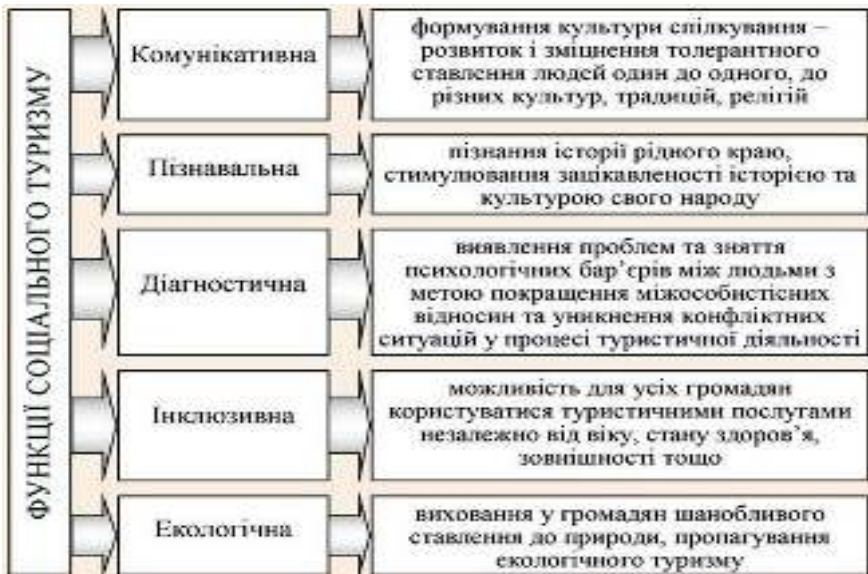 ФУНКЦІЇ СОЦІАЛЬНОГО ТУРИЗМУ
Комунікативна
формування культури спілкування –
розвиток і зміцнення толерантного
ставлення людей один до одного, до
різних культур, традицій, релігій
Пізнавальна
пізнання історії рідного краю,
стимулювання зацікавленості історією та
культурою свого народу
Діагностична
виявлення проблем та зняття
психологічних бар’єрів між людьми з
метою покращення міжособистісних
відносин та уникнення конфліктних
ситуацій у процесі туристичної діяльності
Інклюзивна
можливість для усіх громадян
користуватися туристичними послугами
незалежно від віку, стану здоров’я,
зовнішності тощо
Екологічна
виховання у громадян шанобливого
ставлення до природи, пропагування
екологічного туризму